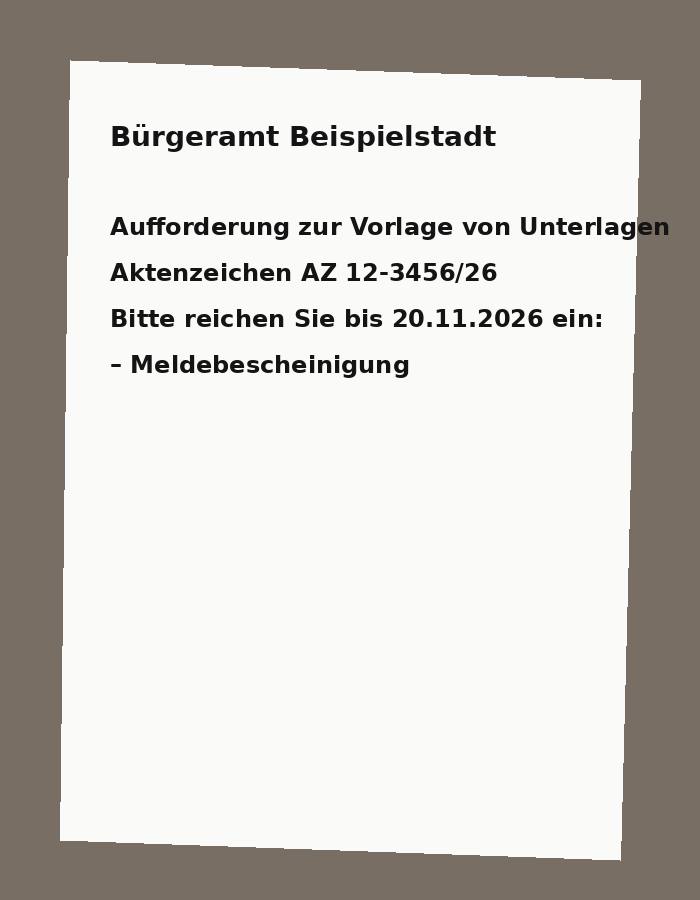 Bürgeramt Beispielstadt
Aufforderung zur Vorlage von Unterlagen
Aktenzeichen AZ 12-3456/26
Bitte reichen Sie bis 20.11.2026 ein:
– Meldebescheinigung